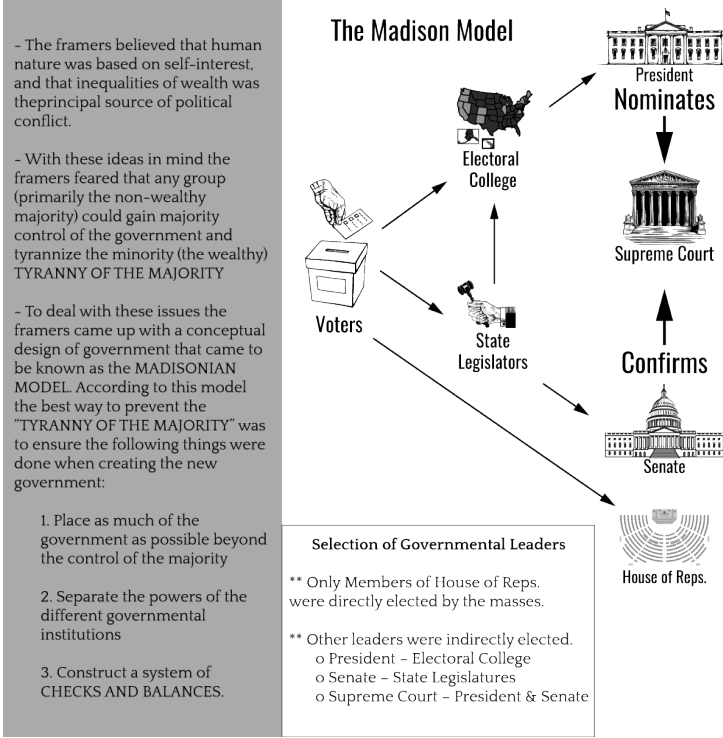 - The framers believed that human
nature was based on self-interest,
and that inequalities of wealth was
theprincipal source of political
conflict.
- With these ideas in mind the
framers feared that any group
(primarily the non-wealthy
majority) could gain majority
control of the government and
tyrannize the minority (the wealthy)
TYRANNY OF THE MAJORITY
- To deal with these issues the
framers came up with a conceptual
design of government that came to
be known as the MADISONIAN
MODEL. According to this model
the best way to prevent the
"TYRANNY OF THE MAJORITY" was
to ensure the following things were
done when creating the new
government:
1. Place as much of the
government as possible beyond
the control of the majority
2. Separate the powers of the
different governmental
institutions
3. Construct a system of
CHECKS AND BALANCES.
The Madison Model
President
Nominates
Electoral
College
Supreme Court
Voters
State
Legislators
Confirms
Senate
House of Reps.
Selection of Governmental Leaders
** Only Members of House of Reps.
were directly elected by the masses.
** Other leaders were indirectly elected.
o President – Electoral College
o Senate – State Legislatures
o Supreme Court – President & Senate